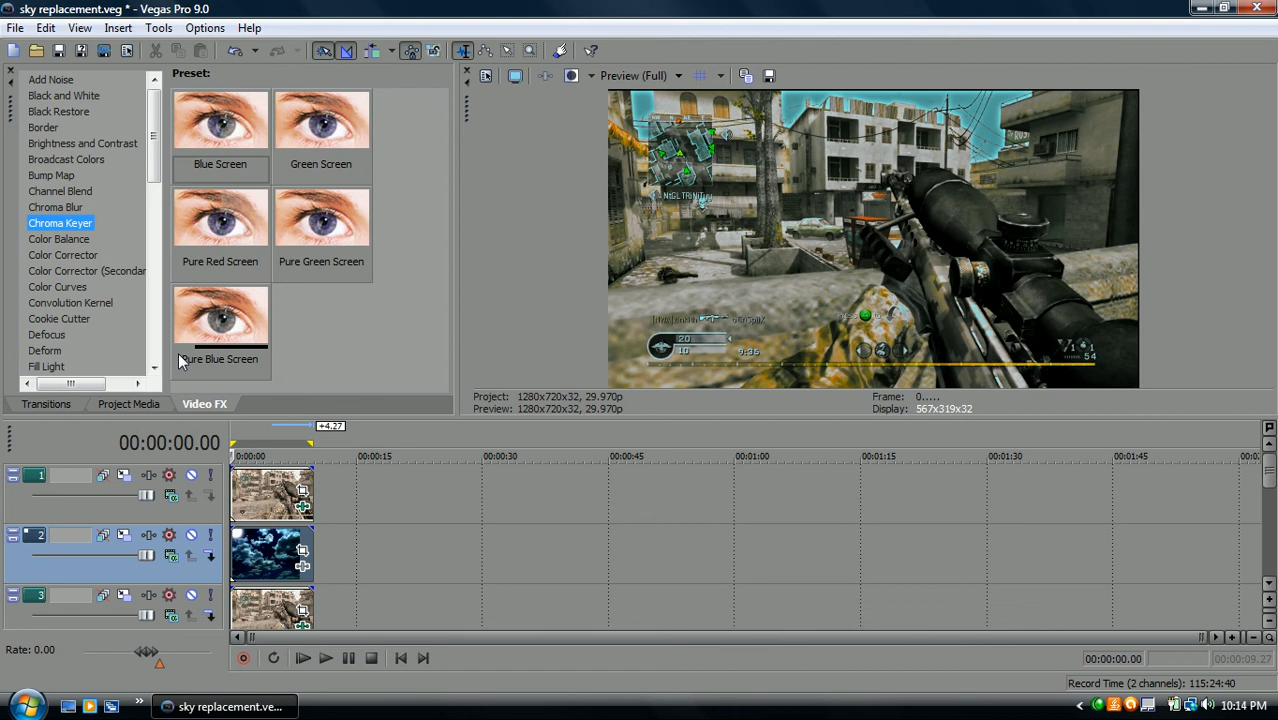 sky replacement.veg * - Vegas Pro 9.0
File Edit View Insert Tools Options Help
Preset:
Preview (Full)
Add Noise
Black and White
Black Restore
Border
Brightness and Contrast
Broadcast Colors
Bump Map
Channel Blend
Chroma Blur
Chroma Keyer
Color Balance
Color Corrector
Color Corrector (Secondar
Color Curves
Convolution Kernel
Cookie Cutter
Defocus
Deform
Fill Light
Blue Screen
Green Screen
Pure Red Screen
Pure Green Screen
Pure Blue Screen
20
10
9:35
54
Transitions
Project Media
Video FX
Project: 1280x720x32, 29.970p
Preview: 1280x720x32, 29.970p
Frame: 0.....
Display: 567x319x32
00:00:00.00
+4.27
0:00:00
00:00:15
00:00:30
00:00:45
00:01:00
00:01:15
00:01:30
00:01:45
1
2
3
Rate: 0.00
00:00:00.00
00:00:09.27
Record Time (2 channels): 115:24:40
sky replacement.ve...
10:14 PM